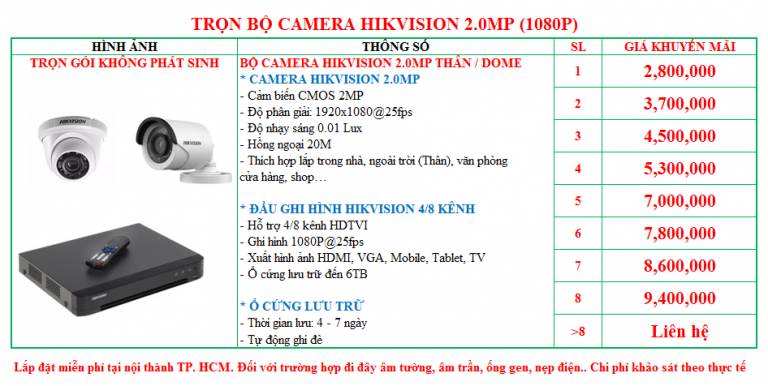 TRỌN BỘ CAMERA HIKVISION 2.0MP (1080P)
HÌNH ẢNH
THÔNG SỐ
SL
GIÁ KHUYẾN MÃI
TRỌN GÓI KHÔNG PHÁT SINH
HIKVISION
HIKVISION
BỘ CAMERA HIKVISION 2.0MP THÂN / DOME
* CAMERA HIKVISION 2.0MP
- Cảm biến CMOS 2MP
- Độ phân giải: 1920x1080@25fps
- Độ nhạy sáng 0.01 Lux
- Hồng ngoại 20M
- Thích hợp lắp trong nhà, ngoài trời (Thân), văn phòng
cửa hàng, shop…
* ĐẦU GHI HÌNH HIKVISION 4/8 KÊNH
- Hỗ trợ 4/8 kênh HDTVI
- Ghi hình 1080P@25fps
- Xuất hình ảnh HDMI, VGA, Mobile, Tablet, TV
- Ổ cứng lưu trữ đến 6TB
* Ổ CỨNG LƯU TRỮ
- Thời gian lưu: 4 - 7 ngày
- Tự động ghi đè
1 2,800,000
2 3,700,000
3 4,500,000
4 5,300,000
5 7,000,000
6 7,800,000
7 8,600,000
8 9,400,000
>8 Liên hệ
Lắp đặt miễn phí tại nội thành TP. HCM. Đối với trường hợp đi đây âm tường, âm trần, ống gen, nẹp điện.. Chi phí khảo sát theo thực tế